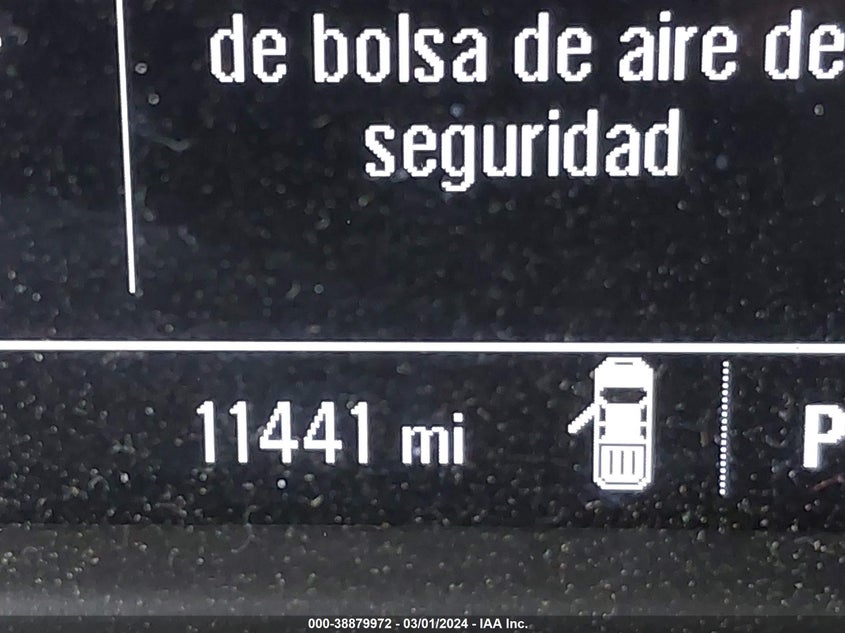 de bolsa de aire de
seguridad
11441 mi
P
000-38879972 - 03/01/2024 - IAA Inc.